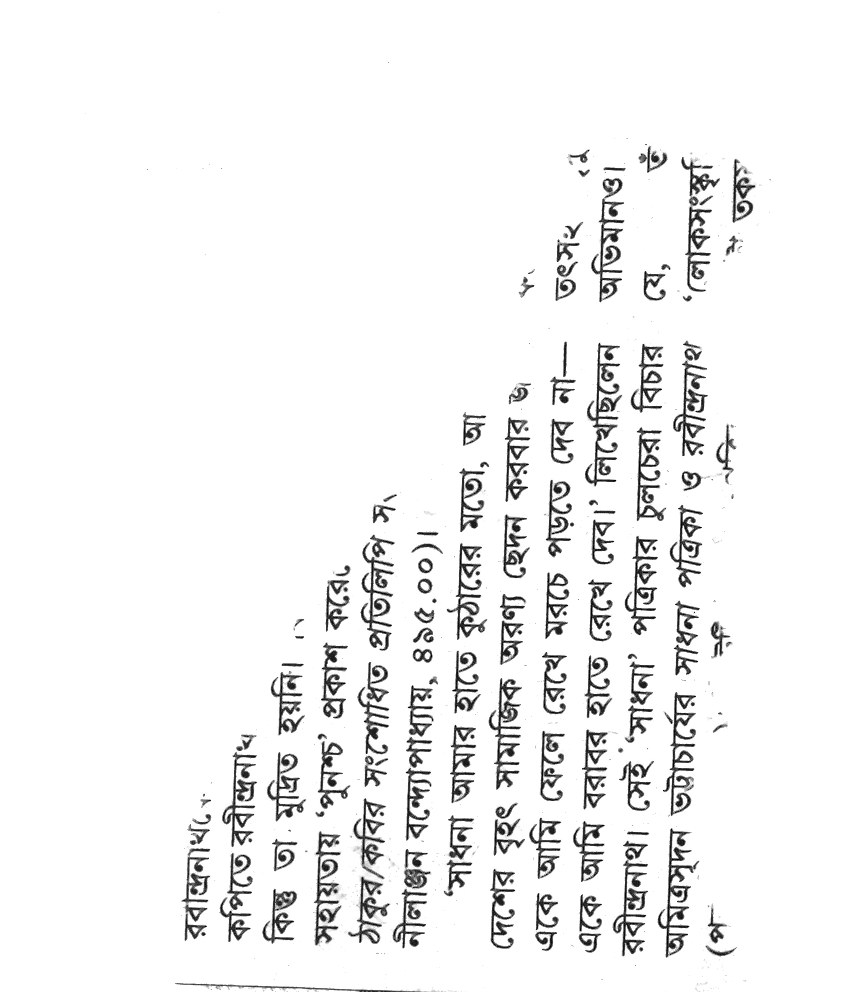 রবীন্দ্রনাথ
কপিতে রবীন্দ্রনাথ
কিন্তু তা মুদ্রিত হয়নি।
সহায়তায় ‘পুনশ্চ’ প্রকাশ করে
ঠাকুর/কবির সংশোধিত প্রতিলিপি স
নীলাঞ্জন বন্দ্যোপাধ্যায়, ৪৯৫.০০)।
‘সাধনা আমার হাতে কুঠারের মতো, আ
দেশের বৃহৎ সামাজিক অরণ্য ছেদন করবার জ
একে আমি ফেলে রেখে মরচে পড়তে দেব না—
একে আমি বরাবর হাতে রেখে দেব।’ লিখেছিলেন
রবীন্দ্রনাথ। সেই ‘সাধনা’ পত্রিকার চুলচেরা বিচার
অমিত্রসূদন ভট্টাচার্যের সাধনা পত্রিকা ও রবীন্দ্রনাথ
(প
তৎসহ
অভিমানও।
যে, তঁ
‘লোকসংস্কৃ
তক